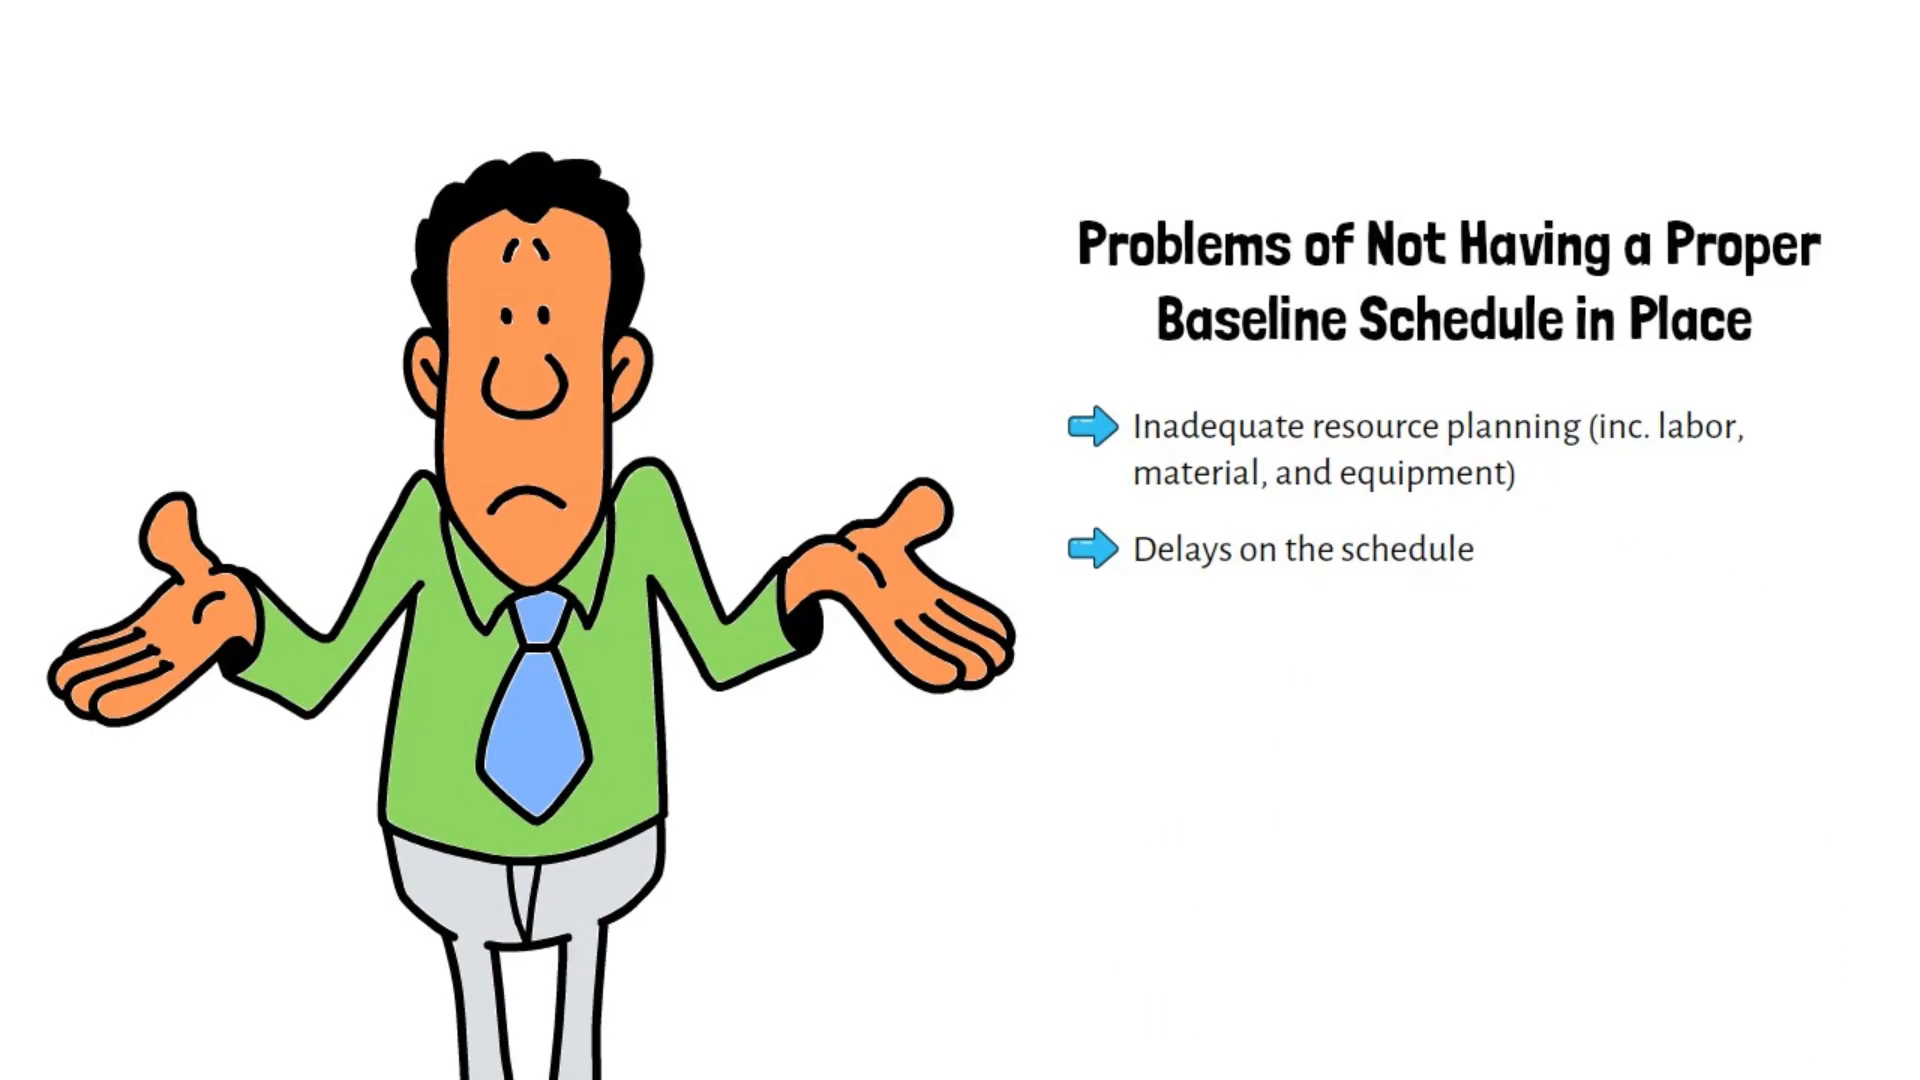 Problems of Not Having a Proper
Baseline Schedule in Place
Inadequate resource planning (inc. labor,
material, and equipment)
Delays on the schedule